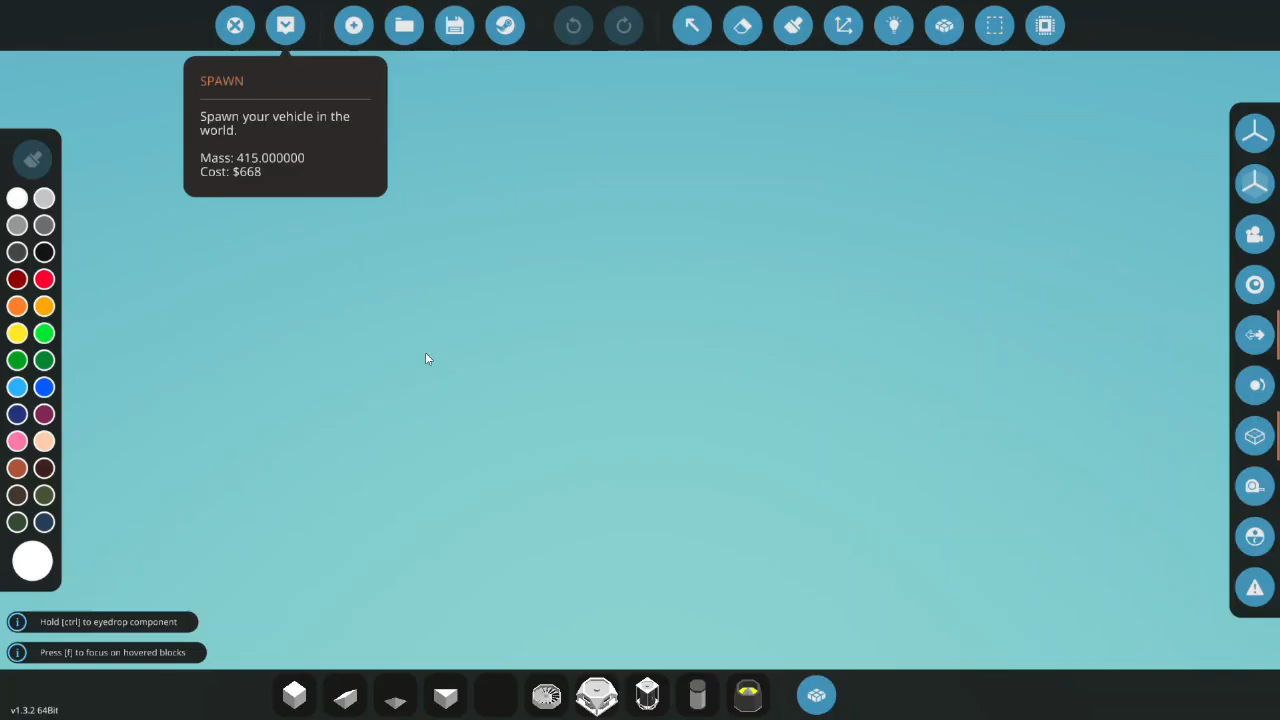 SPAWN
Spawn your vehicle in the
world.
Mass: 415.000000
Cost: $668
Hold [ctrl] to eyedrop component
Press [f] to focus on hovered blocks
v1.3.2 64Bit